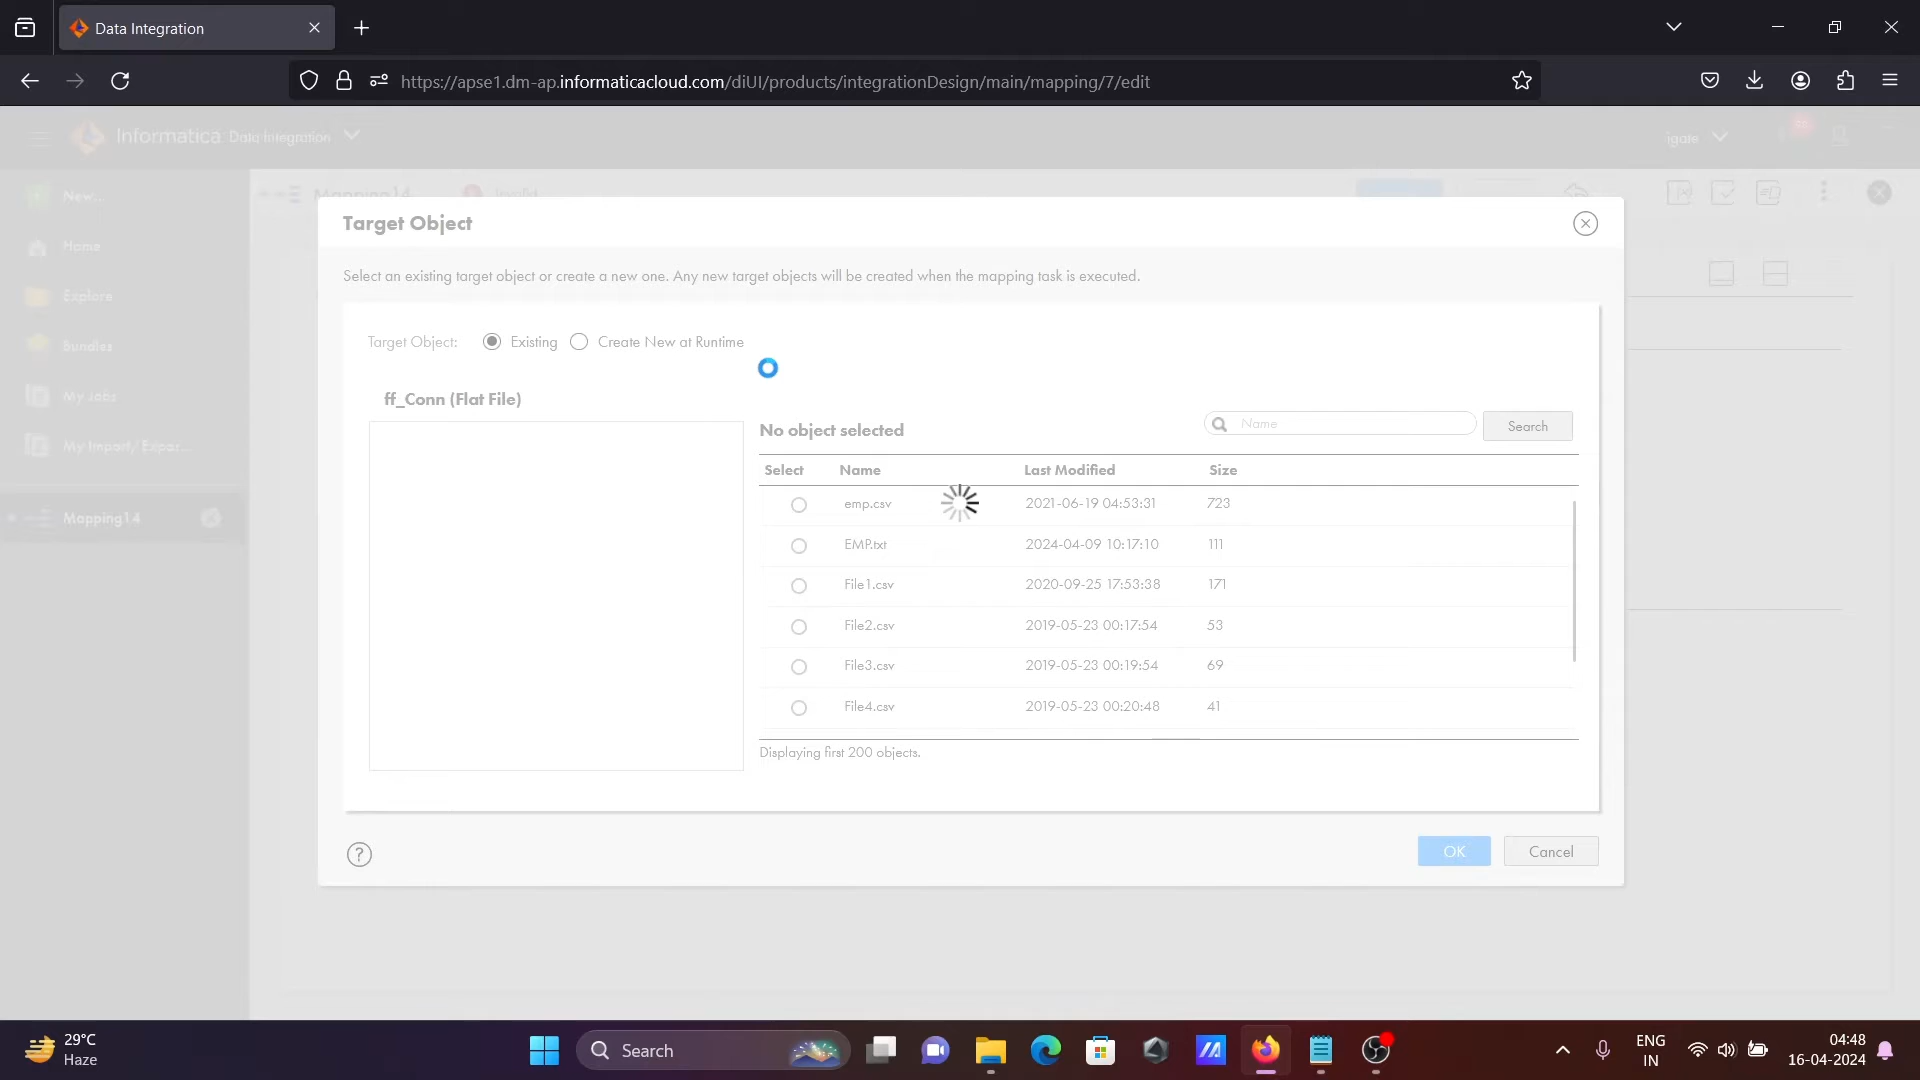 Data Integration
https://apse1.dm-ap.informaticacloud.com/diUI/products/integrationDesign/main/mapping/7/edit
Informatica Data Integration
igate
New...
Home
Explore
Bundles
My Jobs
My Import/Expor...
Mapping14
Mapping14 Invalid
Target Object
Select an existing target object or create a new one. Any new target objects will be created when the mapping task is executed.
Target Object: Existing Create New at Runtime
ff_Conn (Flat File)
No object selected
Name
Search
Select Name Last Modified Size
emp.csv 2021-06-19 04:53:31 723
EMP.txt 2024-04-09 10:17:10 111
File1.csv 2020-09-25 17:53:38 171
File2.csv 2019-05-23 00:17:54 53
File3.csv 2019-05-23 00:19:54 69
File4.csv 2019-05-23 00:20:48 41
Displaying first 200 objects.
?
OK Cancel
29°C
Haze
Search
ENG
IN
04:48
16-04-2024